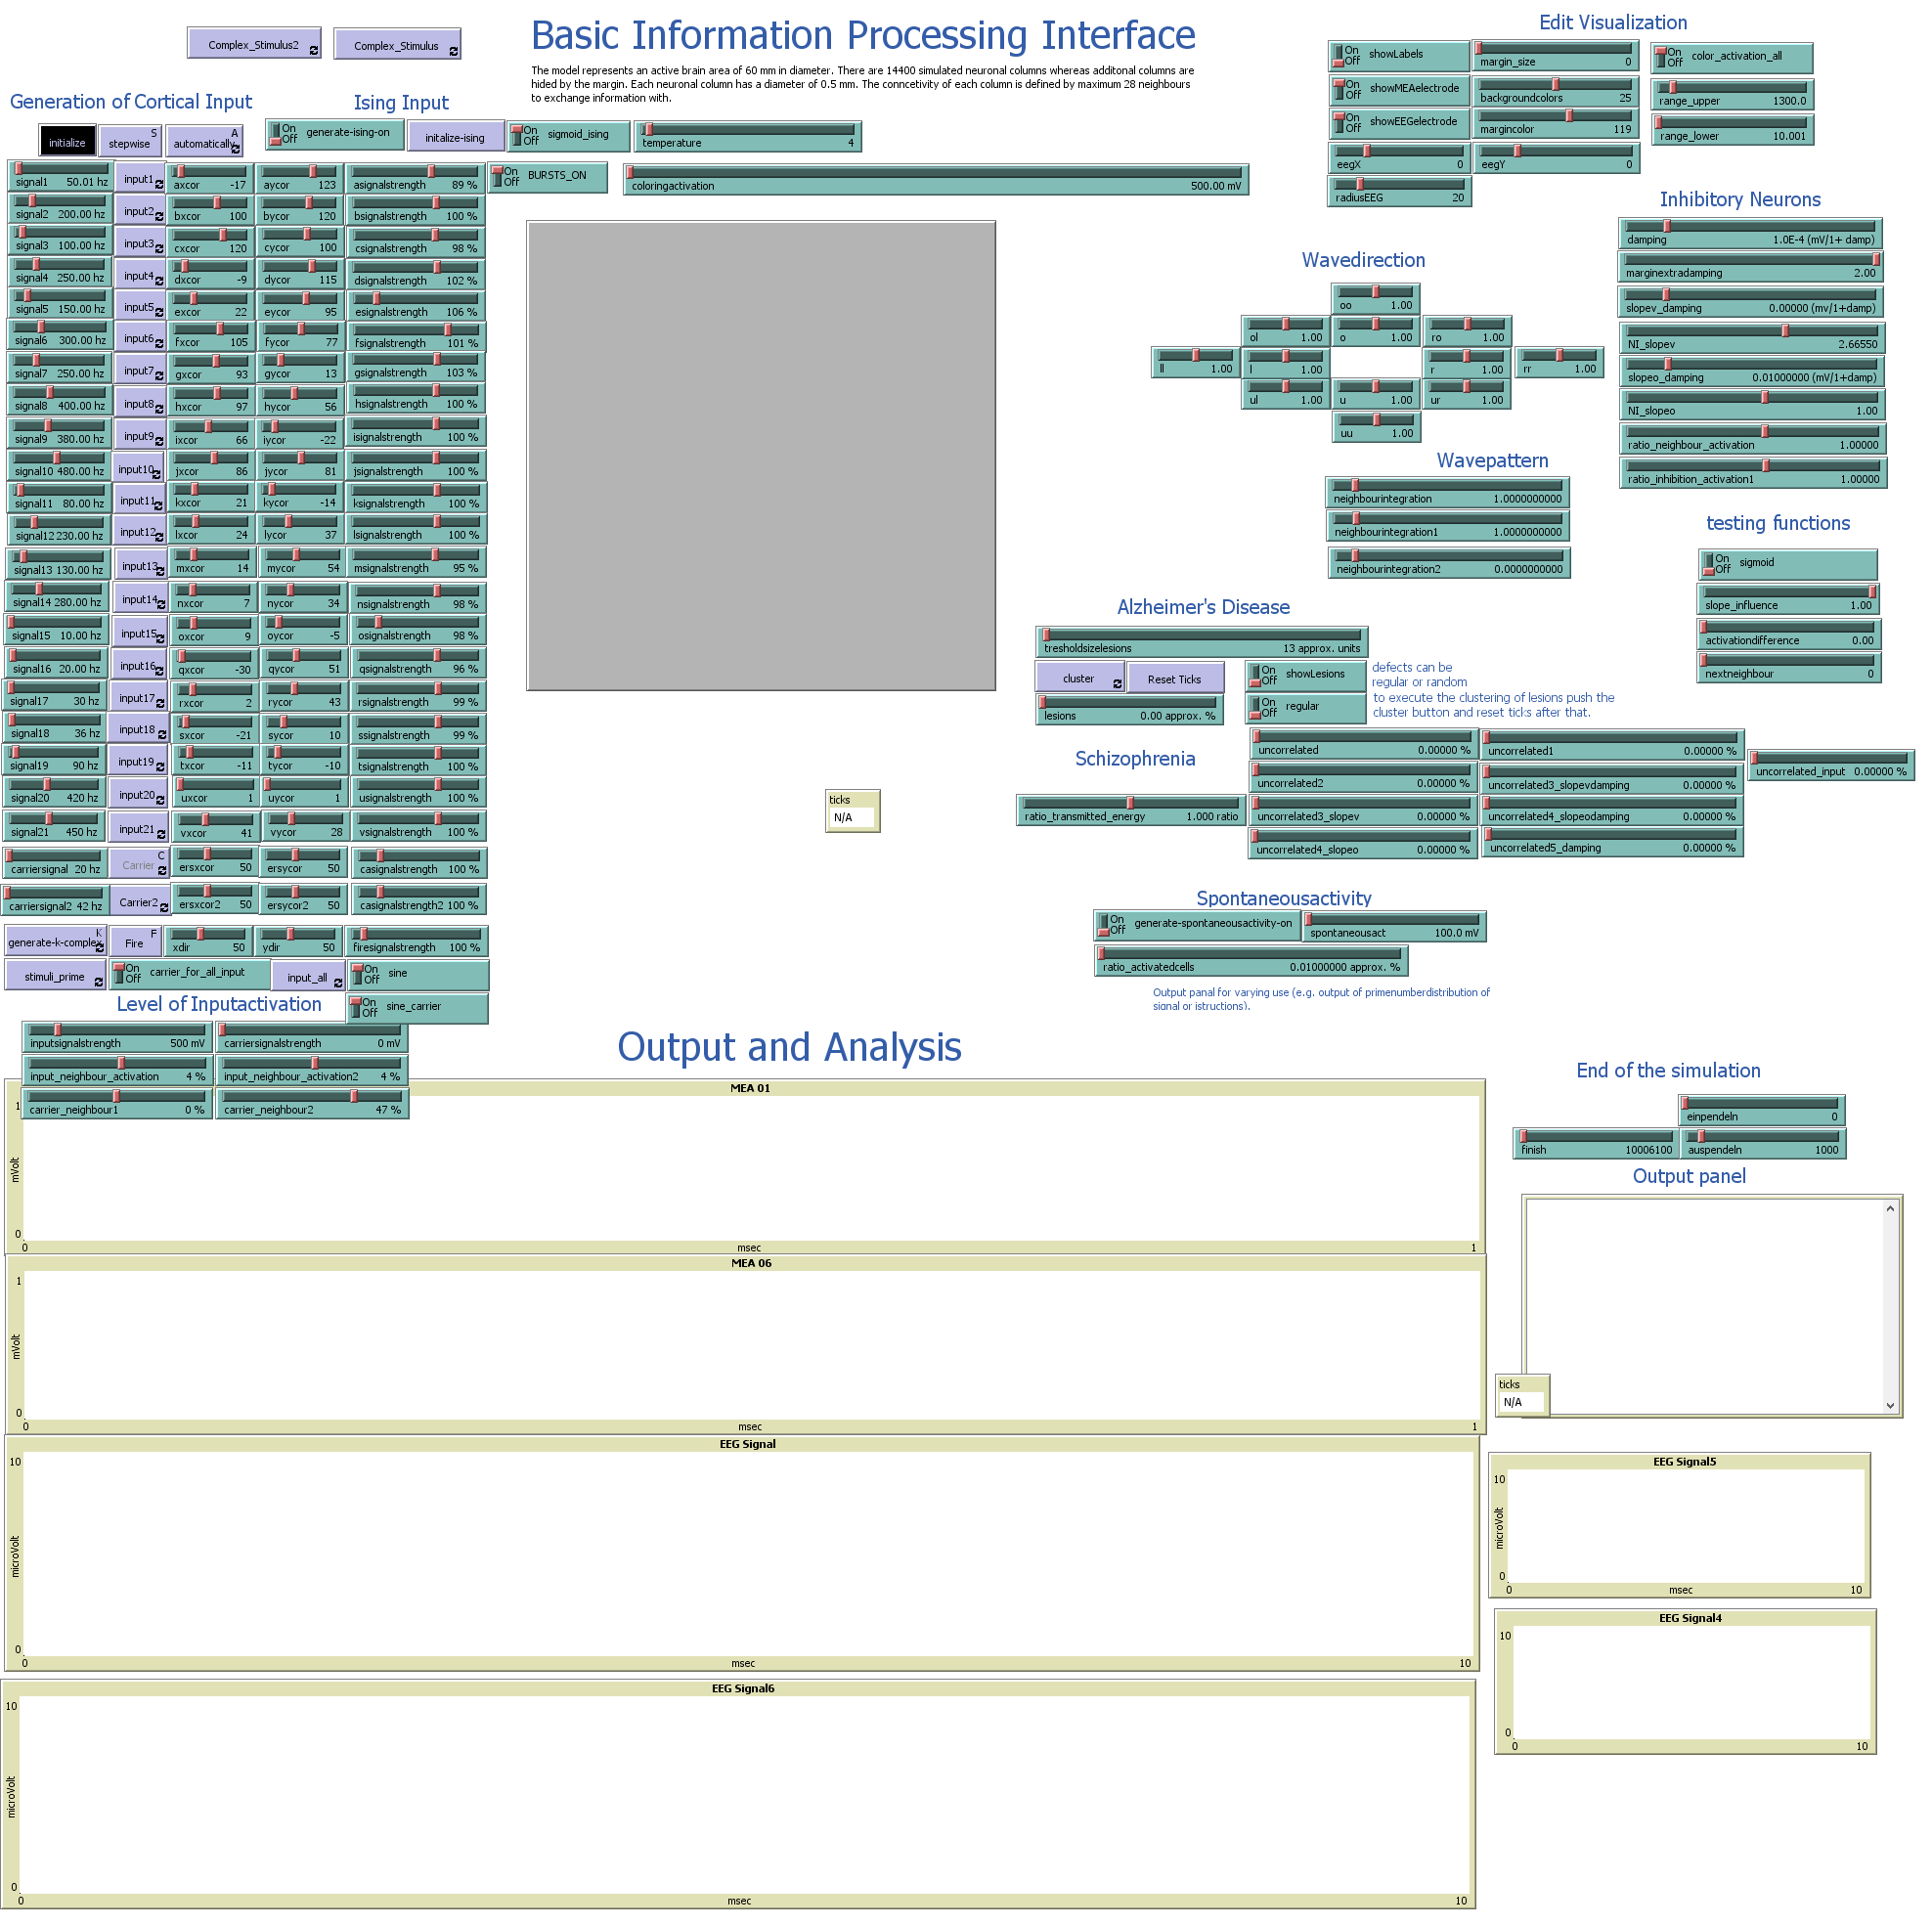 Complex_Stimulus2
Complex_Stimulus
Basic Information Processing Interface
The model represents an active brain area of 60 mm in diameter. There are 14400 simulated neuronal columns whereas additonal columns are
hided by the margin. Each neuronal column has a diameter of 0.5 mm. The conncetivity of each column is defined by maximum 28 neighbours
to exchange information with.
Generation of Cortical Input
Ising Input
initialize
S stepwise
A automatically
On Off generate-ising-on
initalize-ising
On Off sigmoid_ising
temperature 4
signal1 50.01 hz input1 axcor -17 aycor 123 asignalstrength 89 %
On Off BURSTS_ON
coloringactivation 500.00 mV
signal2 200.00 hz input2 bxcor 100 bycor 120 bsignalstrength 100 %
signal3 100.00 hz input3 cxcor 120 cycor 100 csignalstrength 98 %
signal4 250.00 hz input4 dxcor -9 dycor 115 dsignalstrength 102 %
signal5 150.00 hz input5 excor 22 eycor 95 esignalstrength 106 %
signal6 300.00 hz input6 fxcor 105 fycor 77 fsignalstrength 101 %
signal7 250.00 hz input7 gxcor 93 gycor 13 gsignalstrength 103 %
signal8 400.00 hz input8 hxcor 97 hycor 56 hsignalstrength 100 %
signal9 380.00 hz input9 ixcor 66 iycor -22 isignalstrength 100 %
signal10 480.00 hz input10 jxcor 86 jycor 81 jsignalstrength 100 %
signal11 80.00 hz input11 kxcor 21 kycor -14 ksignalstrength 100 %
signal12 230.00 hz input12 lxcor 24 lycor 37 lsignalstrength 100 %
signal13 130.00 hz input13 mxcor 14 mycor 54 msignalstrength 95 %
signal14 280.00 hz input14 nxcor 7 nycor 34 nsignalstrength 98 %
signal15 10.00 hz input15 oxcor 9 oycor -5 osignalstrength 98 %
signal16 20.00 hz input16 qxcor -30 qycor 51 qsignalstrength 96 %
signal17 30 hz input17 rxcor 2 rycor 43 rsignalstrength 99 %
signal18 36 hz input18 sxcor -21 sycor 10 ssignalstrength 99 %
signal19 90 hz input19 txcor -11 tycor -10 tsignalstrength 100 %
signal20 420 hz input20 uxcor 1 uycor 1 usignalstrength 100 %
signal21 450 hz input21 vxcor 41 vycor 28 vsignalstrength 100 %
carriersignal 20 hz C Carrier ersxcor 50 ersycor 50 casignalstrength 100 %
carriersignal2 42 hz Carrier2 ersxcor2 50 ersycor2 50 casignalstrength2 100 %
K generate-k-complex F Fire xdir 50 ydir 50 firesignalstrength 100 %
stimuli_prime On Off carrier_for_all_input input_all On Off sine
Level of Inputactivation
On Off sine_carrier
inputsignalstrength 500 mV carriersignalstrength 0 mV
input_neighbour_activation 4 % input_neighbour_activation2 4 %
carrier_neighbour1 0 % carrier_neighbour2 47 %
Edit Visualization
On Off showLabels margin_size 0 On Off color_activation_all
On Off showMEAelectrode backgroundcolors 25 range_upper 1300.0
On Off showEEGelectrode margincolor 119 range_lower 10.001
eegX 0 eegY 0
radiusEEG 20
Inhibitory Neurons
damping 1.0E-4 (mV/1+ damp)
marginextradamping 2.00
slopev_damping 0.00000 (mv/1+damp)
NI_slopev 2.66550
slopeo_damping 0.01000000 (mV/1+damp)
NI_slopeo 1.00
ratio_neighbour_activation 1.00000
ratio_inhibition_activation1 1.00000
Wavedirection
oo 1.00
ol 1.00 o 1.00 ro 1.00
ll 1.00 l 1.00 r 1.00 rr 1.00
ul 1.00 u 1.00 ur 1.00
uu 1.00
Wavepattern
neighbourintegration 1.0000000000
neighbourintegration1 1.0000000000
neighbourintegration2 0.0000000000
testing functions
On Off sigmoid
slope_influence 1.00
activationdifference 0.00
nextneighbour 0
Alzheimer's Disease
tresholdsizelesions 13 approx. units
cluster Reset Ticks On Off showLesions
lesions 0.00 approx. % On Off regular
defects can be
regular or random
to execute the clustering of lesions push the
cluster button and reset ticks after that.
Schizophrenia
uncorrelated 0.00000 % uncorrelated1 0.00000 %
uncorrelated_input 0.00000 %
uncorrelated2 0.00000 % uncorrelated3_slopevdamping 0.00000 %
ratio_transmitted_energy 1.000 ratio uncorrelated3_slopev 0.00000 % uncorrelated4_slopeodamping 0.00000 %
uncorrelated4_slopeo 0.00000 % uncorrelated5_damping 0.00000 %
ticks
N/A
Spontaneousactivity
On Off generate-spontaneousactivity-on spontaneousact 100.0 mV
ratio_activatedcells 0.01000000 approx. %
Output panal for varying use (e.g. output of primenumberdistribution of
signal or istructions).
Output and Analysis
End of the simulation
einpendeln 0
finish 10006100 auspendeln 1000
Output panel
ticks
N/A
MEA 01
1
mVolt
0
0 msec 1
MEA 06
1
mVolt
0
0 msec 1
EEG Signal
10
microVolt
0
0 msec 10
EEG Signal5
10
microVolt
0
0 msec 10
EEG Signal4
10
0
0 10
EEG Signal6
10
microVolt
0
0 msec 10